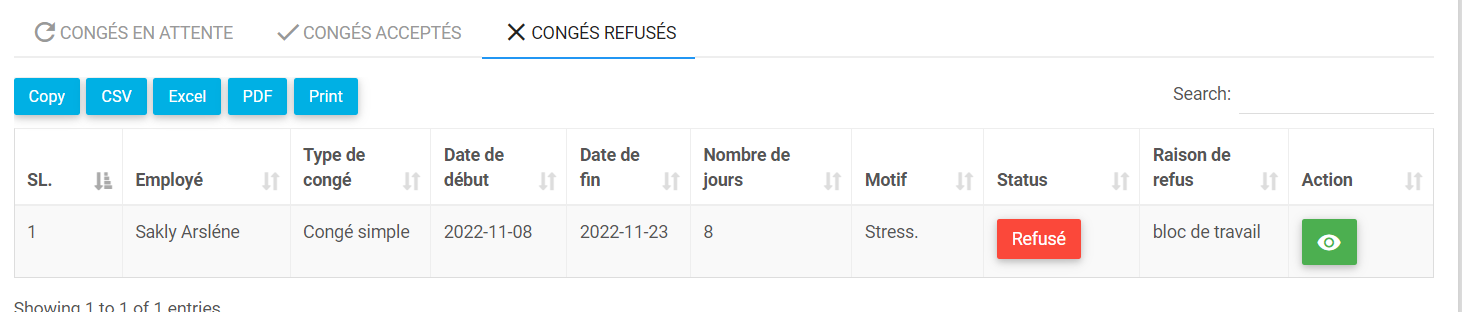 CONGÉS EN ATTENTE CONGÉS ACCEPTÉS CONGÉS REFUSÉS
Copy CSV Excel PDF Print Search:
SL. Employé Type de congé Date de début Date de fin Nombre de jours Motif Status Raison de refus Action
1 Sakly Arsléne Congé simple 2022-11-08 2022-11-23 8 Stress. Refusé bloc de travail
Showing 1 to 1 of 1 entries